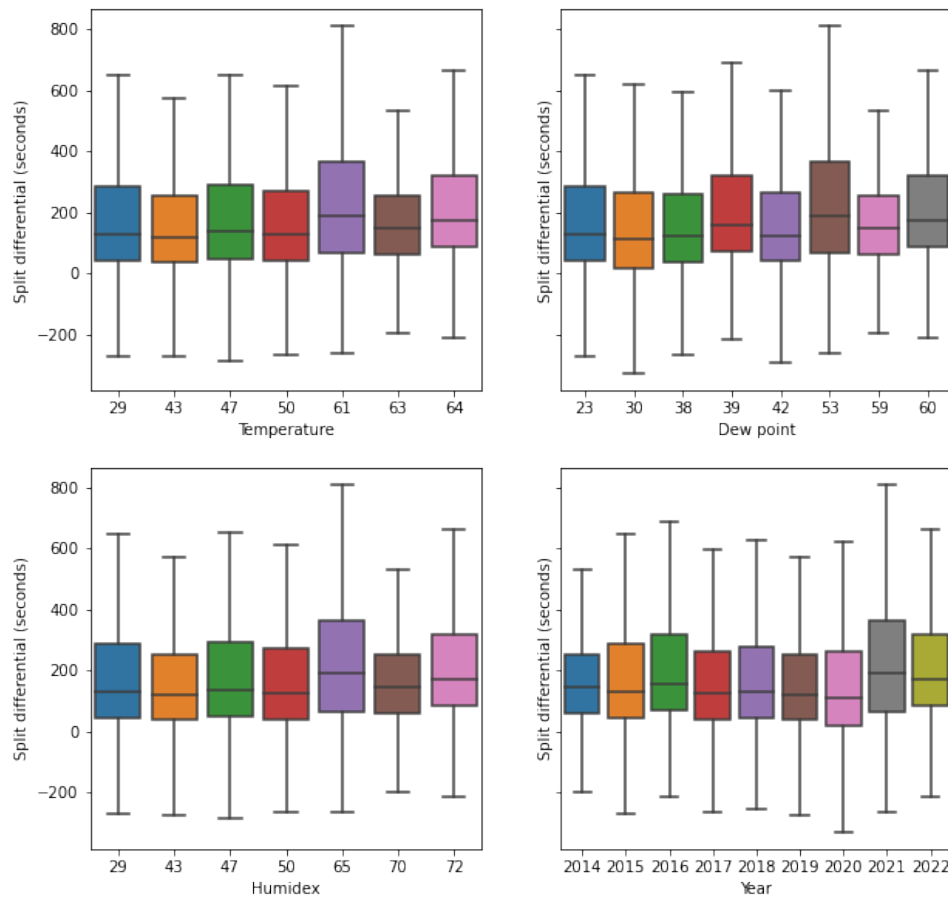 Split differential (seconds)
800
600
400
200
0
−200
29 43 47 50 61 63 64
Temperature
Split differential (seconds)
23 30 38 39 42 53 59 60
Dew point
Split differential (seconds)
800
600
400
200
0
−200
29 43 47 50 65 70 72
Humidex
Split differential (seconds)
2014 2015 2016 2017 2018 2019 2020 2021 2022
Year